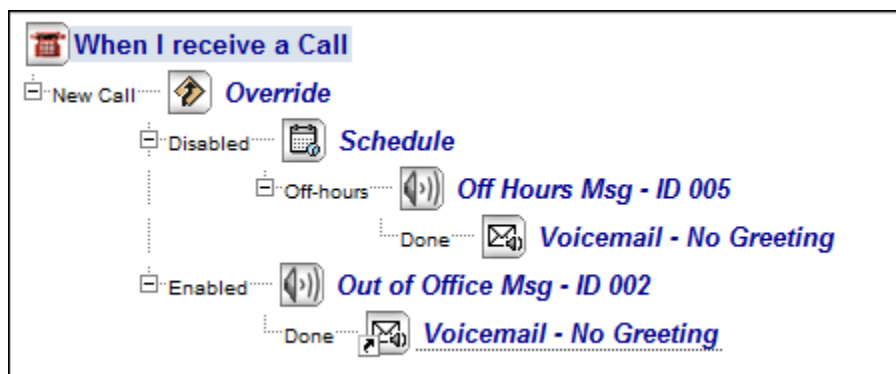 When I receive a Call
New Call Override
Disabled Schedule
Off-hours Off Hours Msg - ID 005
Done Voicemail - No Greeting
Enabled Out of Office Msg - ID 002
Done Voicemail - No Greeting